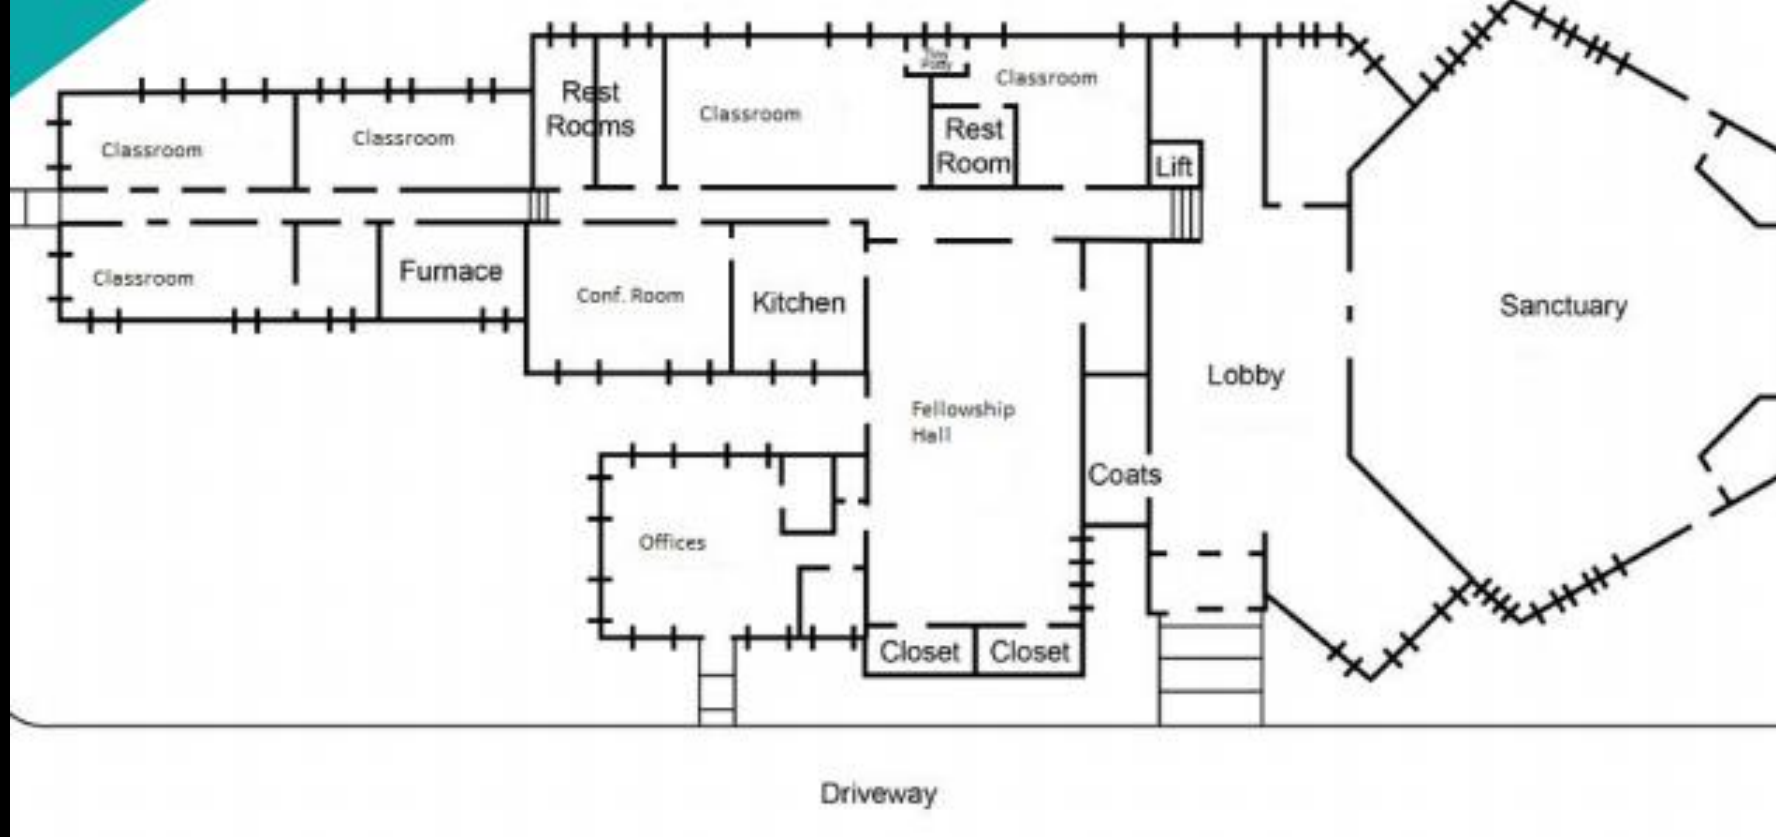 Rest
Rooms
Potty
Classroom
Classroom
Classroom
Classroom
Rest
Room
Lift
Classroom
Furnace
Conf. Room
Kitchen
Sanctuary
Lobby
Fellowship
Hall
Coats
Offices
Closet
Closet
Driveway